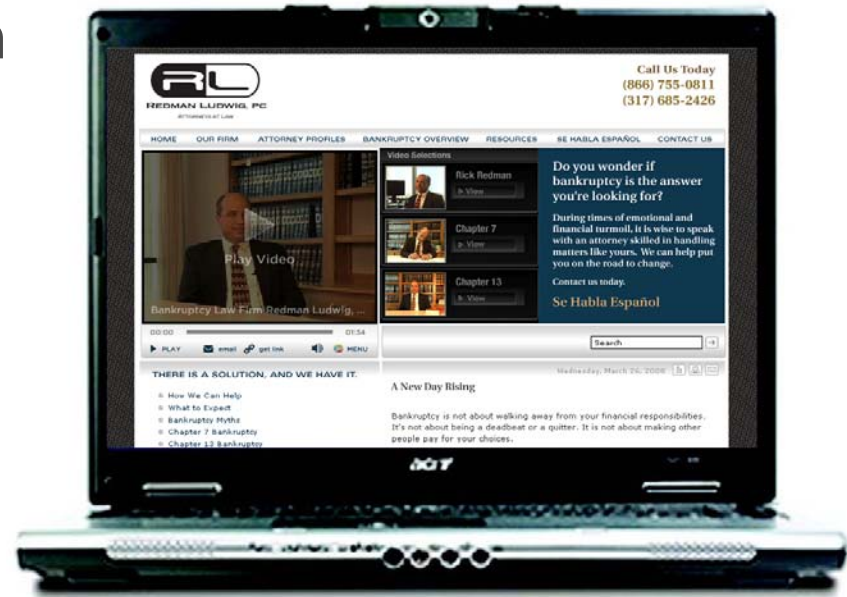 n
RL
REDMAN LUDWIG, PC
ATTORNEYS AT LAW
Call Us Today
(866) 755-0811
(317) 685-2426
HOME OUR FIRM ATTORNEY PROFILES BANKRUPTCY OVERVIEW RESOURCES SE HABLA ESPAÑOL CONTACT US
Play Video
Bankruptcy Law Firm Redman Ludwig, ...
00:00 01:54
PLAY email get link MENU
Video Selections
Rick Redman
View
Chapter 7
View
Chapter 13
View
Do you wonder if
bankruptcy is the answer
you're looking for?
During times of emotional and
financial turmoil, it is wise to speak
with an attorney skilled in handling
matters like yours. We can help put
you on the road to change.
Contact us today.
Se Habla Español
Search
THERE IS A SOLUTION, AND WE HAVE IT.
How We Can Help
What to Expect
Bankruptcy Myths
Chapter 7 Bankruptcy
Chapter 13 Bankruptcy
Wednesday, March 26, 2008
A New Day Rising
Bankruptcy is not about walking away from your financial responsibilities.
It's not about being a deadbeat or a quitter. It is not about making other
people pay for your choices.
acer